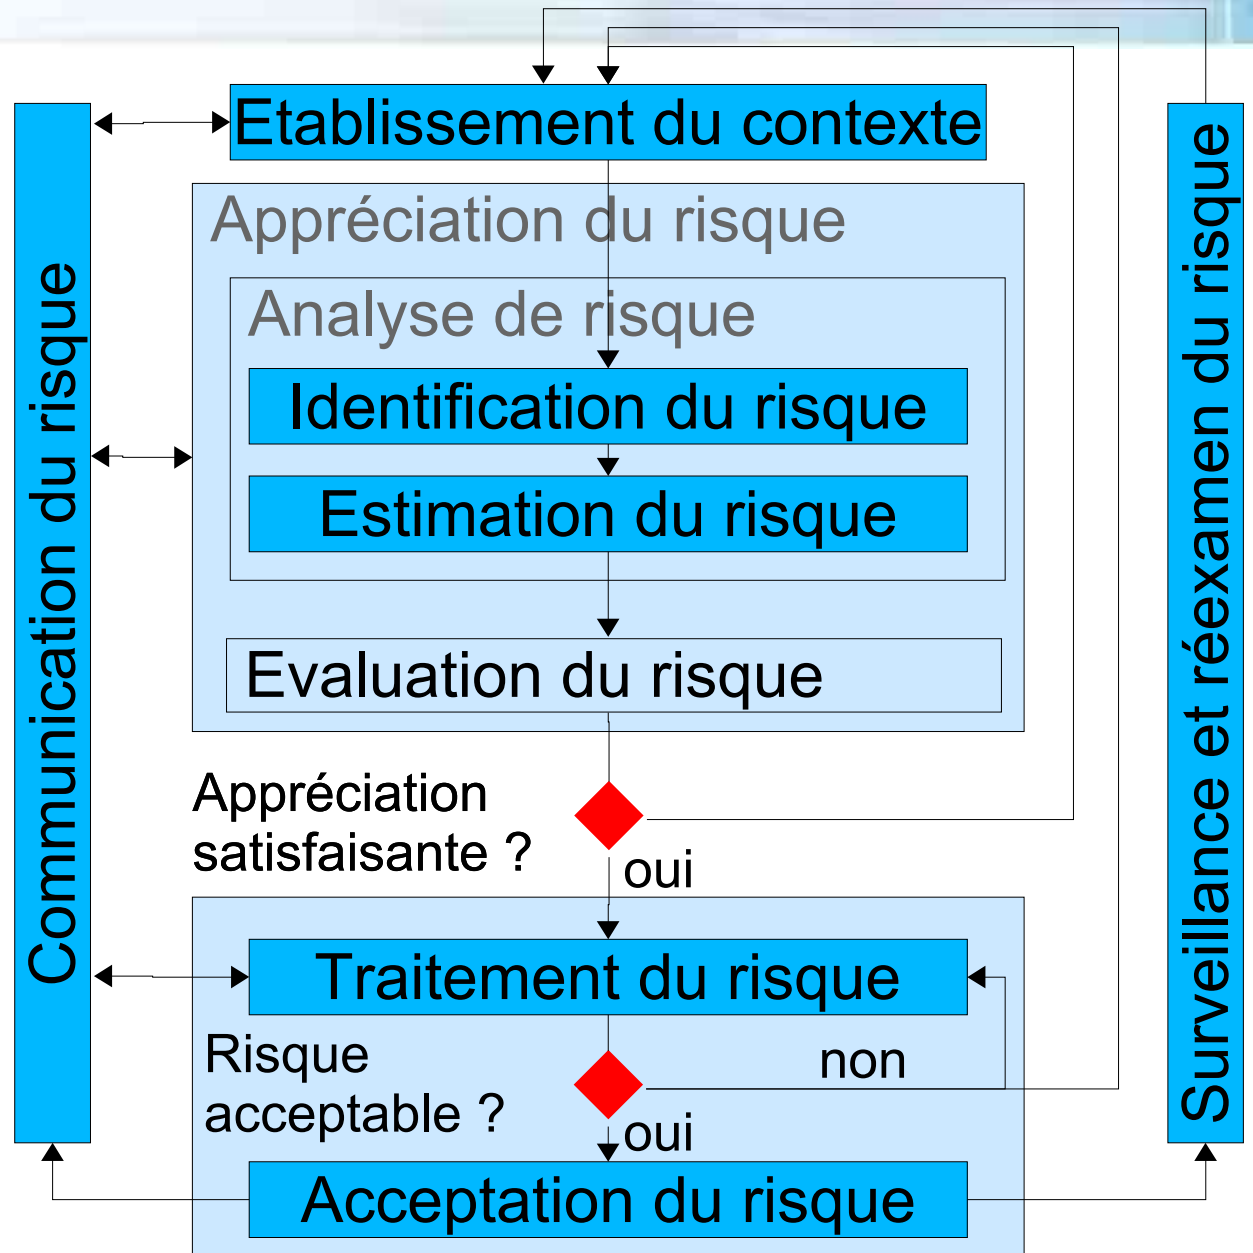 Etablissement du contexte
Appréciation du risque
Analyse de risque
Identification du risque
Estimation du risque
Evaluation du risque
Appréciation
satisfaisante ?
oui
Traitement du risque
Risque
acceptable ?
non
oui
Acceptation du risque
Communication du risque
Surveillance et réexamen du risque